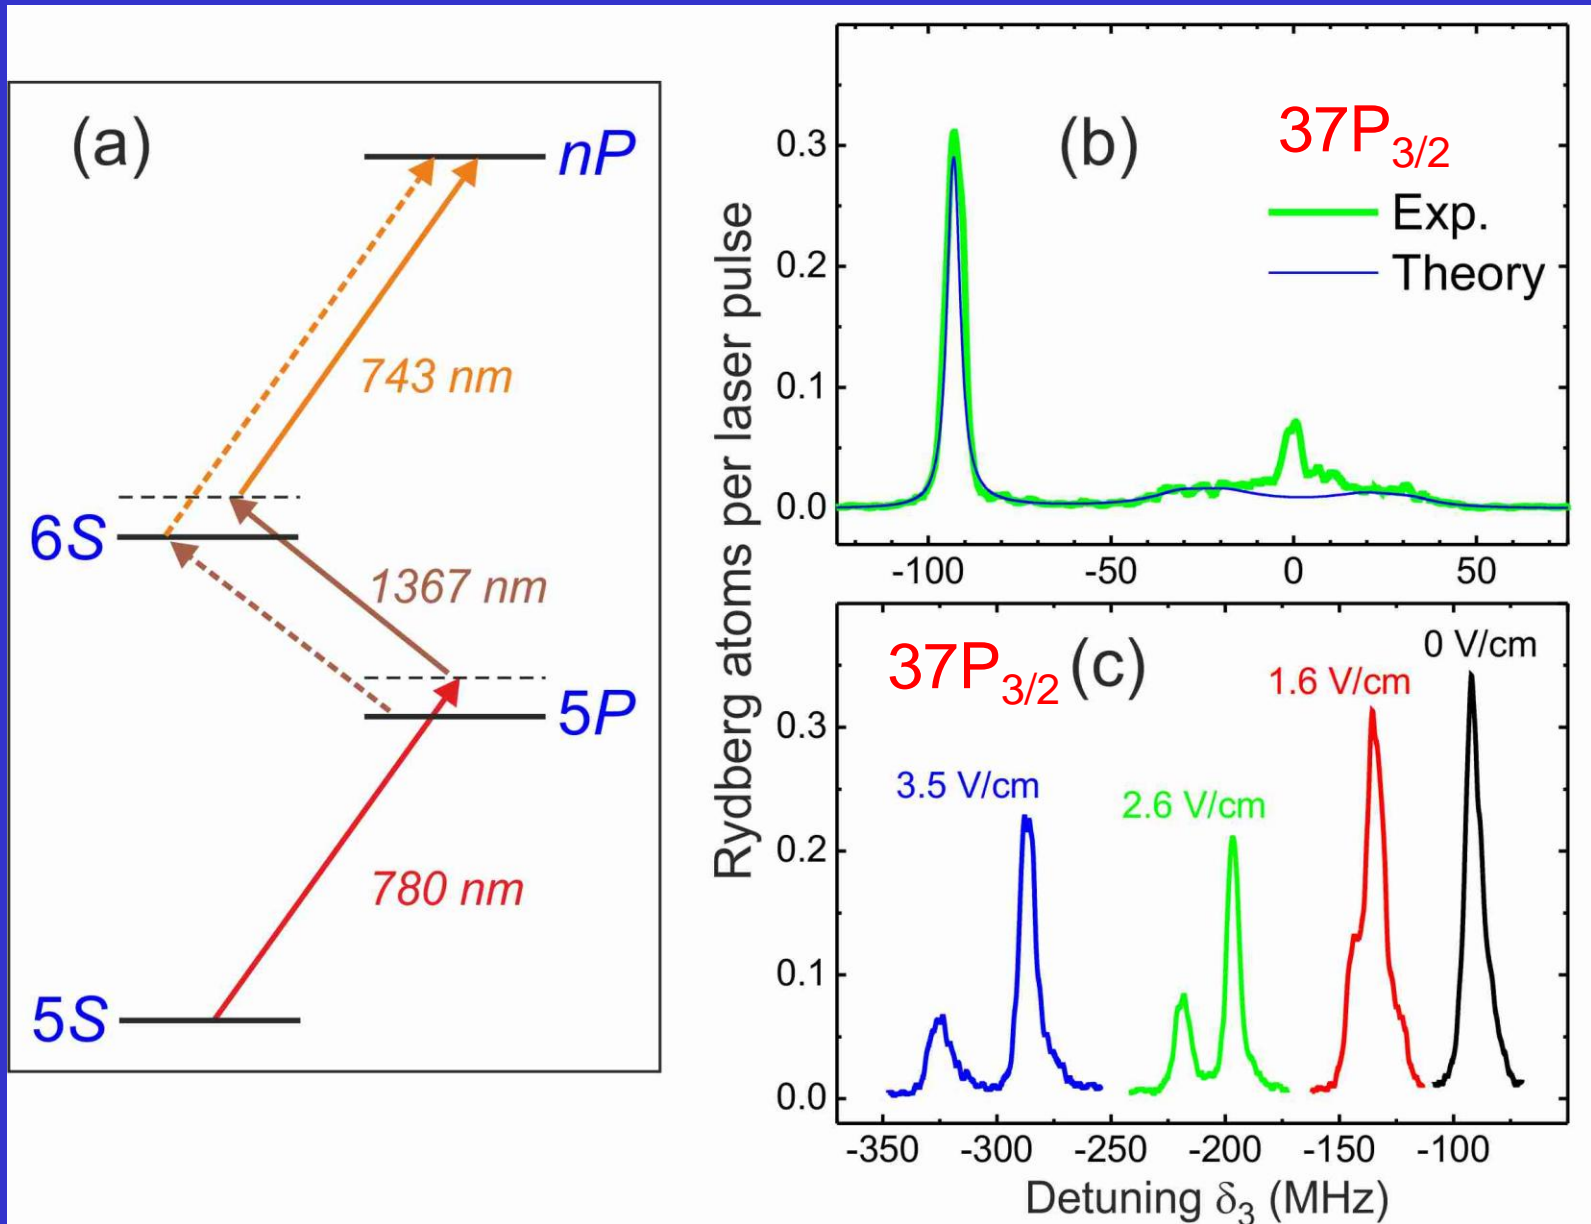 (a)
nP
743 nm
6S
1367 nm
5P
780 nm
5S
Rydberg atoms per laser pulse
(b)
37P3/2
Exp.
Theory
0.3
0.2
0.1
0.0
-100 -50 0 50
37P3/2 (c)
0 V/cm
1.6 V/cm
3.5 V/cm
2.6 V/cm
0.3
0.2
0.1
0.0
-350 -300 -250 -200 -150 -100
Detuning δ3 (MHz)